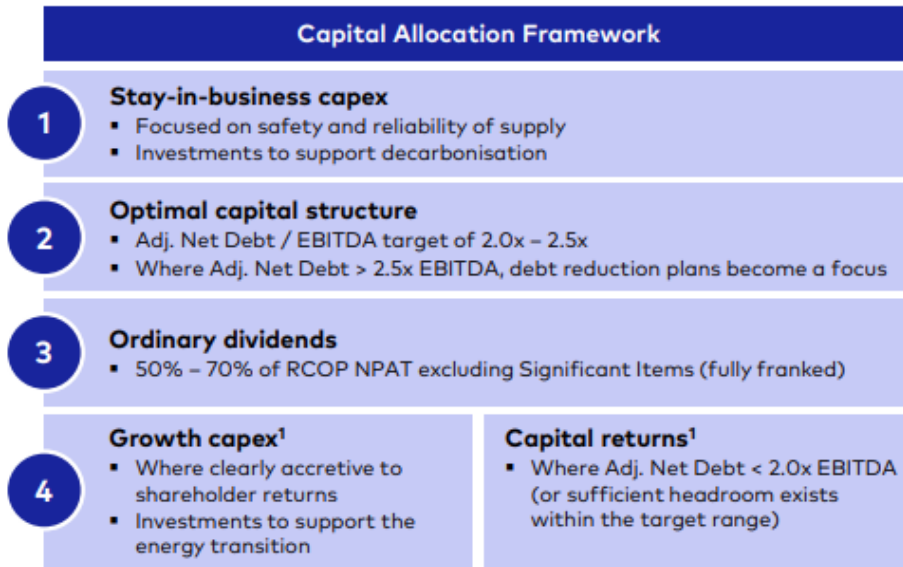 Capital Allocation Framework
1
Stay-in-business capex
▪ Focused on safety and reliability of supply
▪ Investments to support decarbonisation
2
Optimal capital structure
▪ Adj. Net Debt / EBITDA target of 2.0x – 2.5x
▪ Where Adj. Net Debt > 2.5x EBITDA, debt reduction plans become a focus
3
Ordinary dividends
▪ 50% – 70% of RCOP NPAT excluding Significant Items (fully franked)
4
Growth capex¹
▪ Where clearly accretive to
shareholder returns
▪ Investments to support the
energy transition
Capital returns¹
▪ Where Adj. Net Debt < 2.0x EBITDA
(or sufficient headroom exists
within the target range)